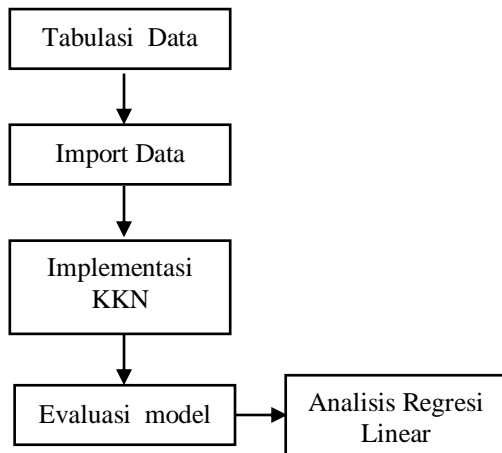 Tabulasi Data
Import Data
Implementasi
KKN
Evaluasi model
Analisis Regresi
Linear